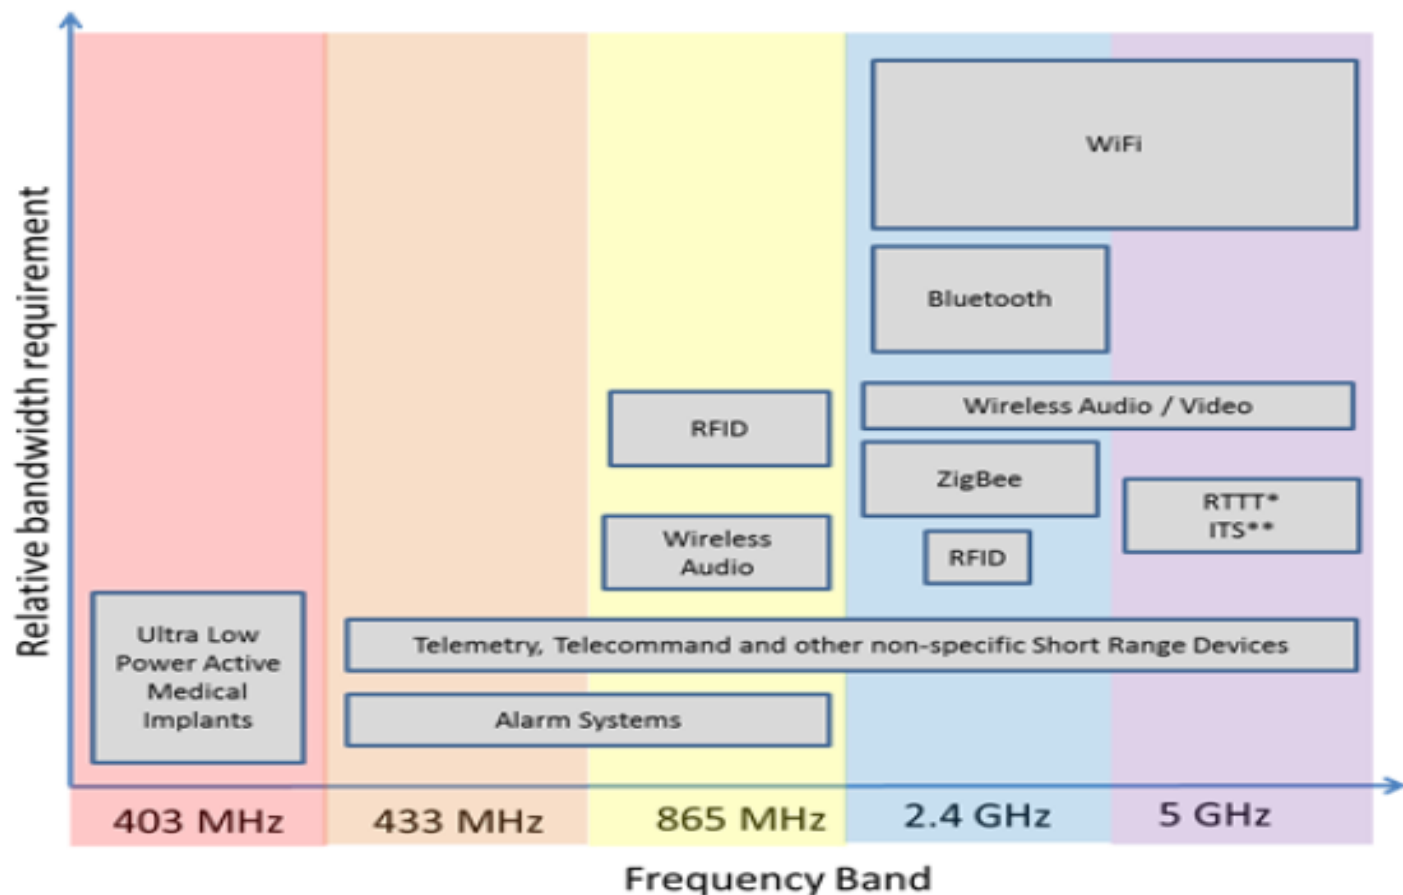 Relative bandwidth requirement
WiFi
Bluetooth
Wireless Audio / Video
RFID
ZigBee
RTTT*
ITS**
Wireless
Audio
RFID
Ultra Low
Power Active
Medical
Implants
Telemetry, Telecommand and other non-specific Short Range Devices
Alarm Systems
403 MHz
433 MHz
865 MHz
2.4 GHz
5 GHz
Frequency Band